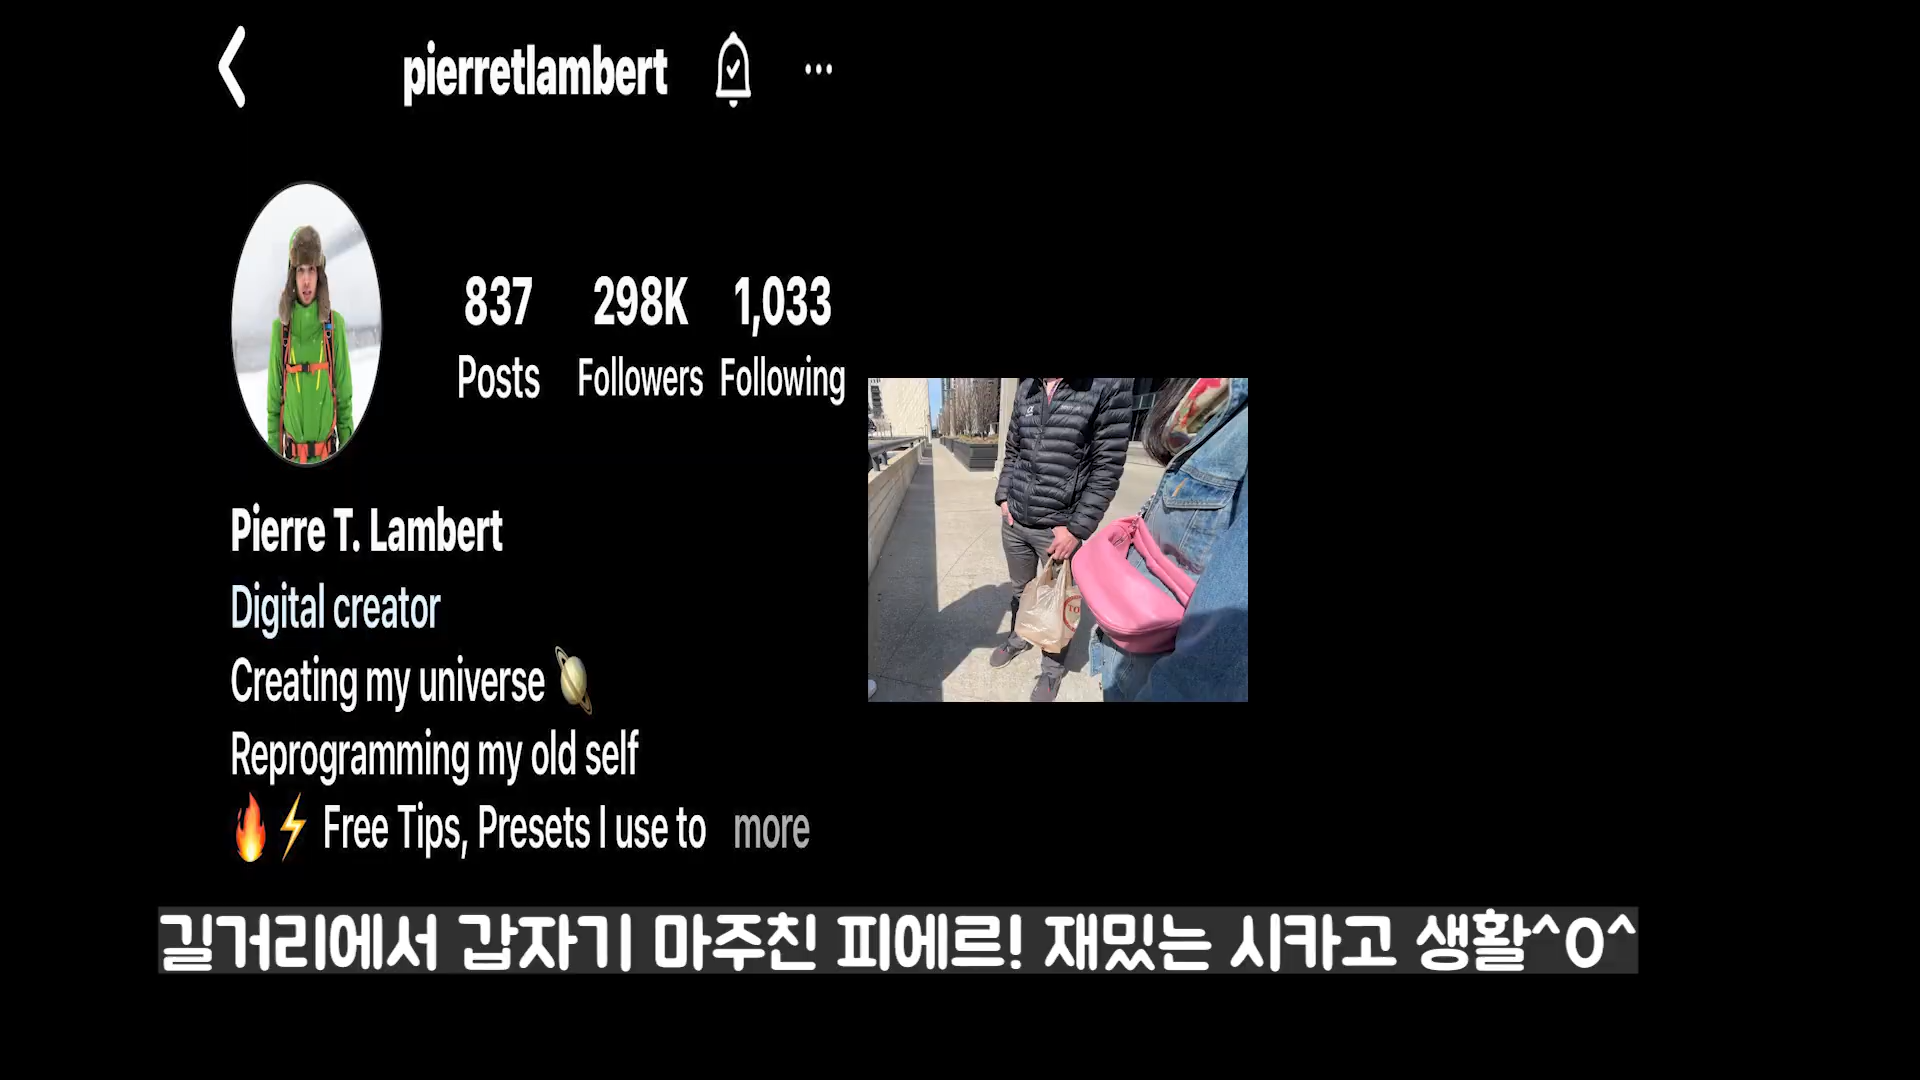 pierretlambert
837 298K 1,033
Posts Followers Following
Pierre T. Lambert
Digital creator
Creating my universe 🪐
Reprogramming my old self
🔥⚡ Free Tips, Presets I use to more
길거리에서 갑자기 마주친 피에르! 재밌는 시카고 생활^O^